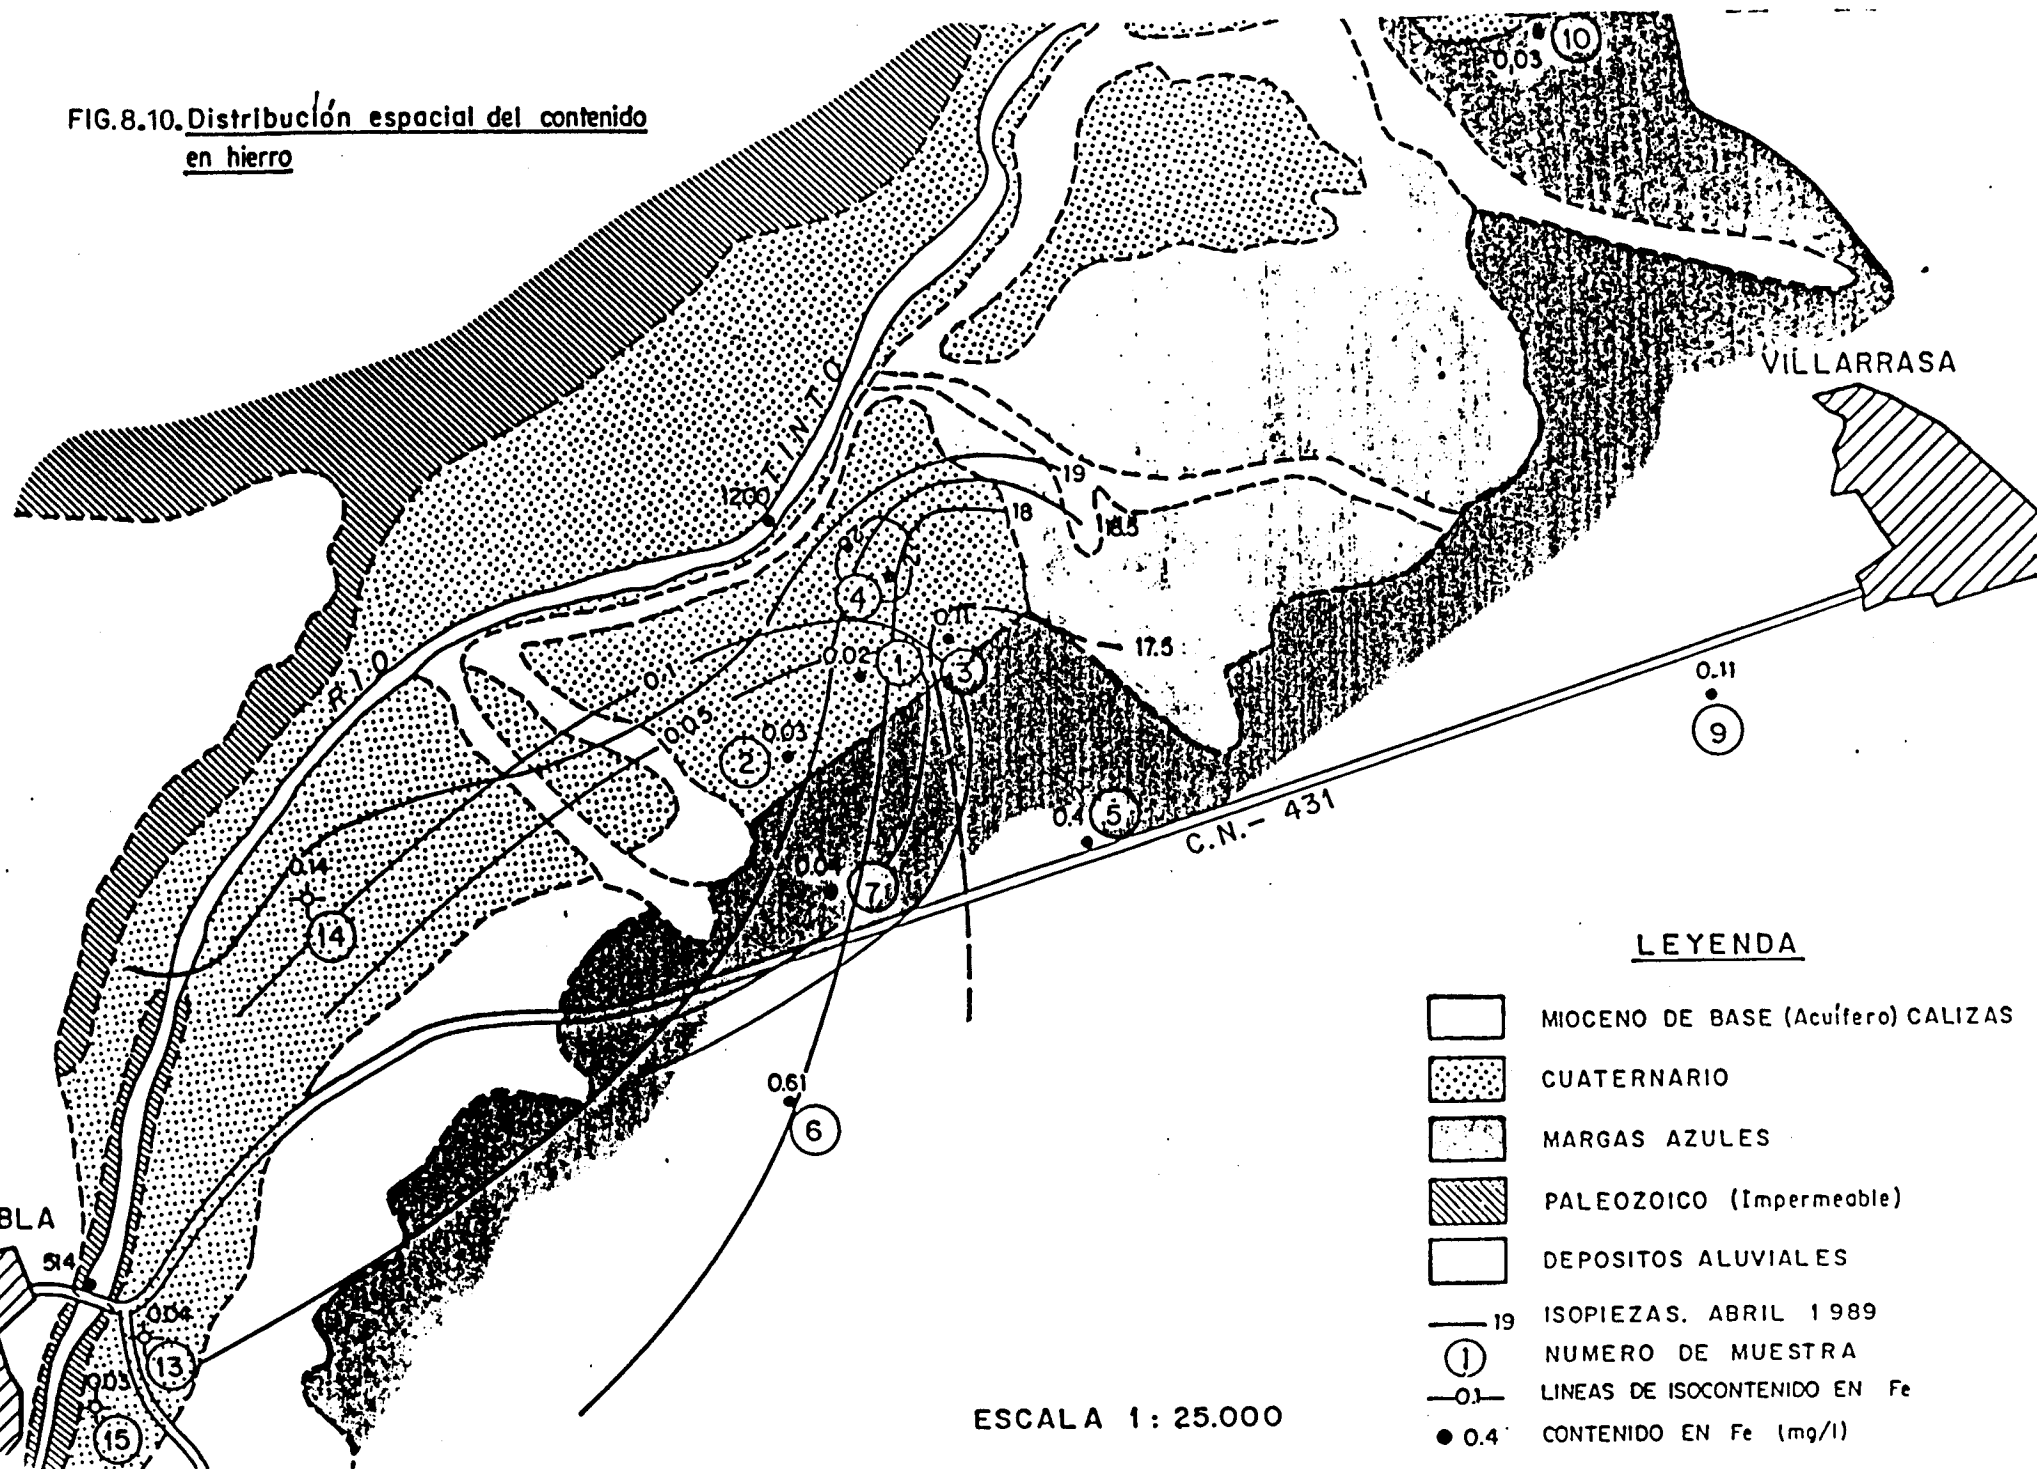 FIG.8.10. Distribución espacial del contenido
en hierro
10
0,03
VILLARRASA
RIO TINTO
1200
19
18.5
18
17.5
4
0.11
0.02
1
3
0.1
0.05
2
0.03
0.11
9
0.4
5
C.N.- 431
0.04
7
0.14
14
0.61
6
BLA
514
0.04
13
0.03
15
LEYENDA
MIOCENO DE BASE (Acuífero) CALIZAS
CUATERNARIO
MARGAS AZULES
PALEOZOICO (Impermeable)
DEPOSITOS ALUVIALES
19 ISOPIEZAS. ABRIL 1989
1 NUMERO DE MUESTRA
0.1 LINEAS DE ISOCONTENIDO EN Fe
0.4 CONTENIDO EN Fe (mg/l)
ESCALA 1: 25.000